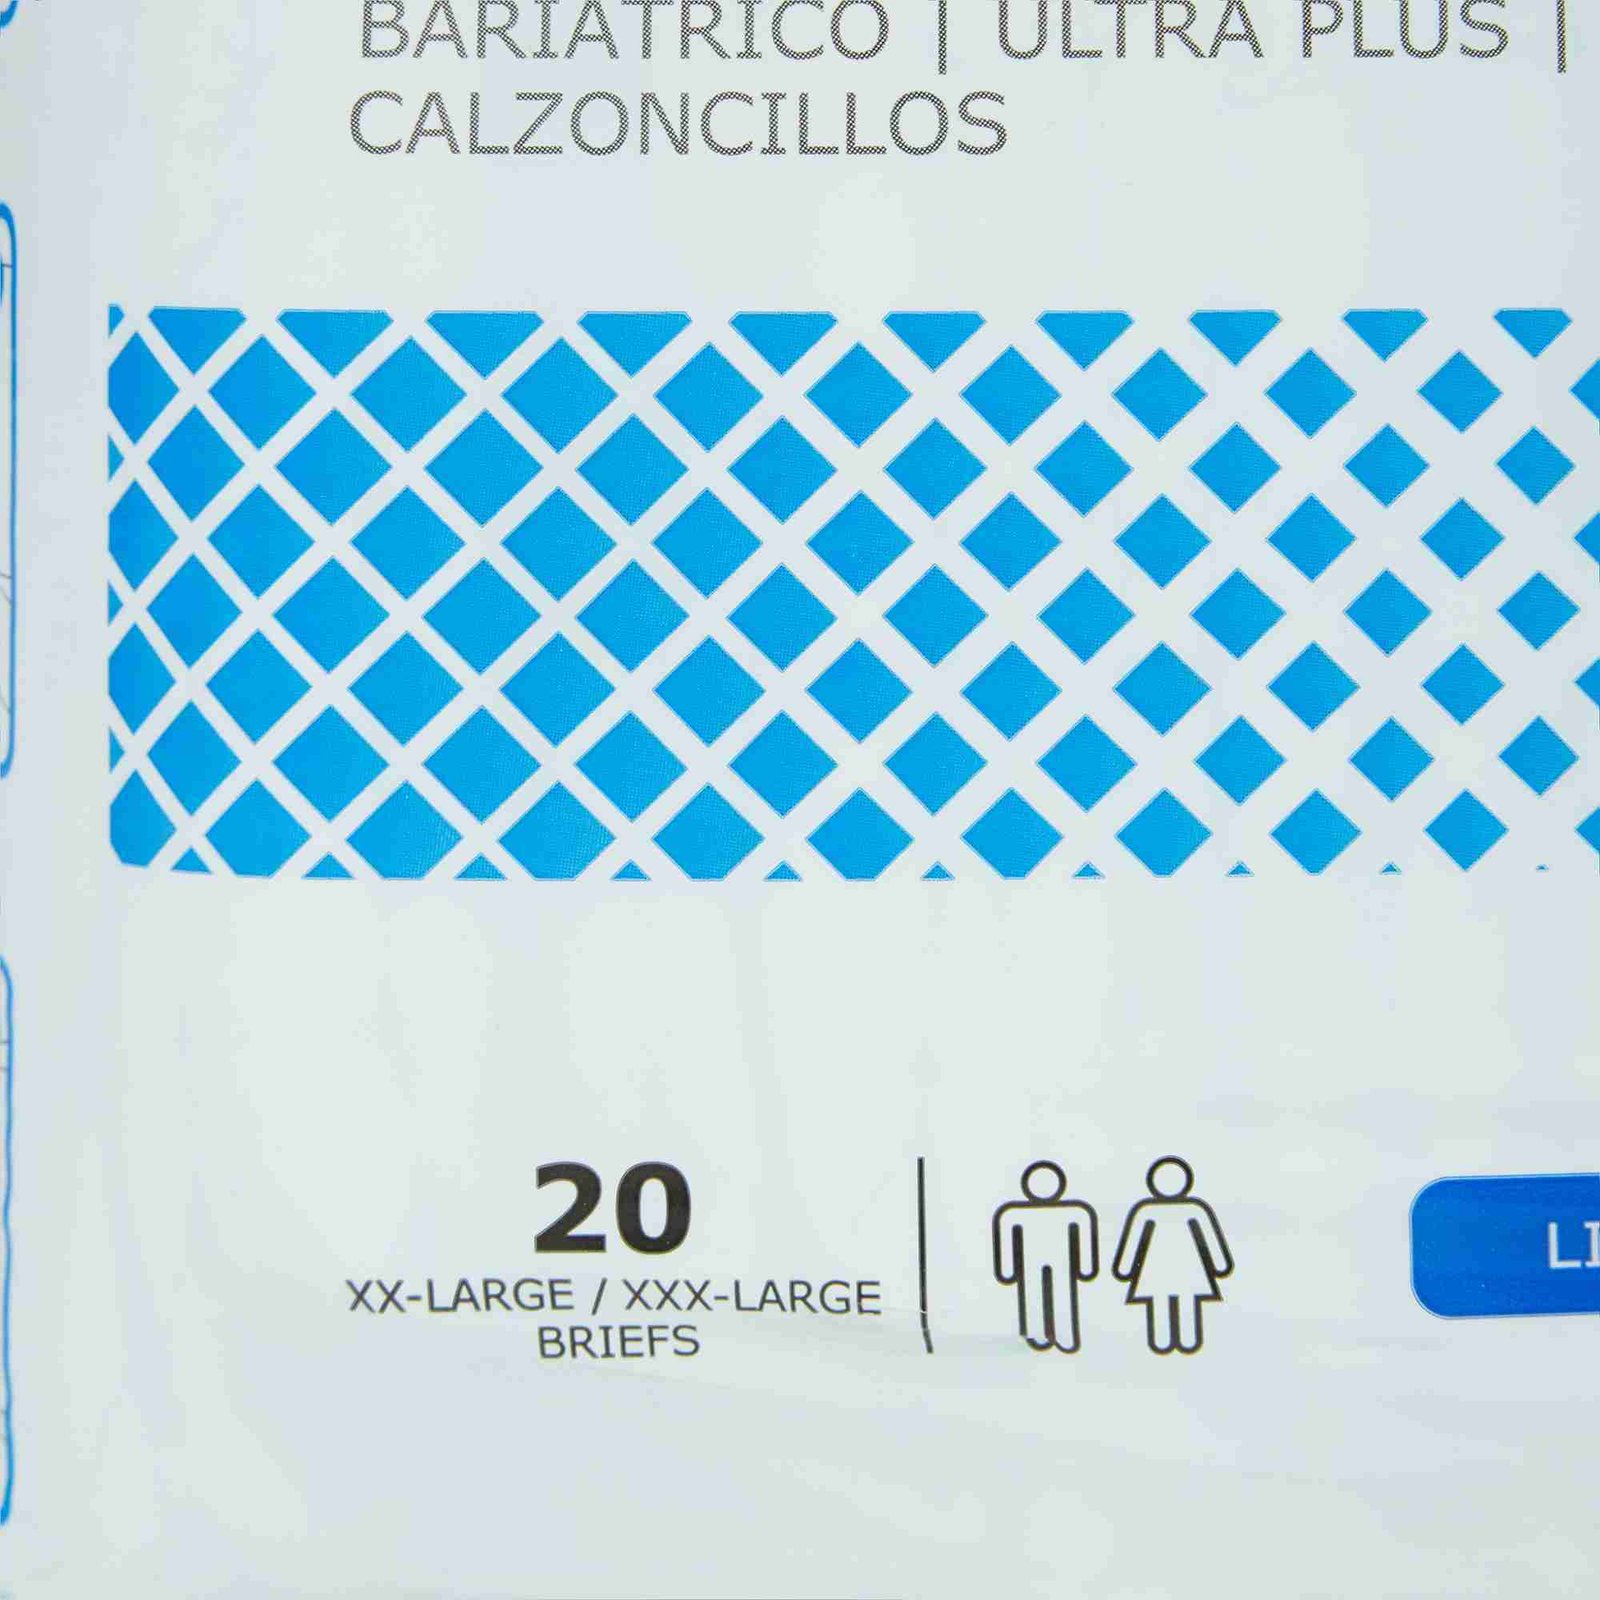 BARIATRICO | ULTRA PLUS |
CALZONCILLOS
20
XX-LARGE / XXX-LARGE
BRIEFS